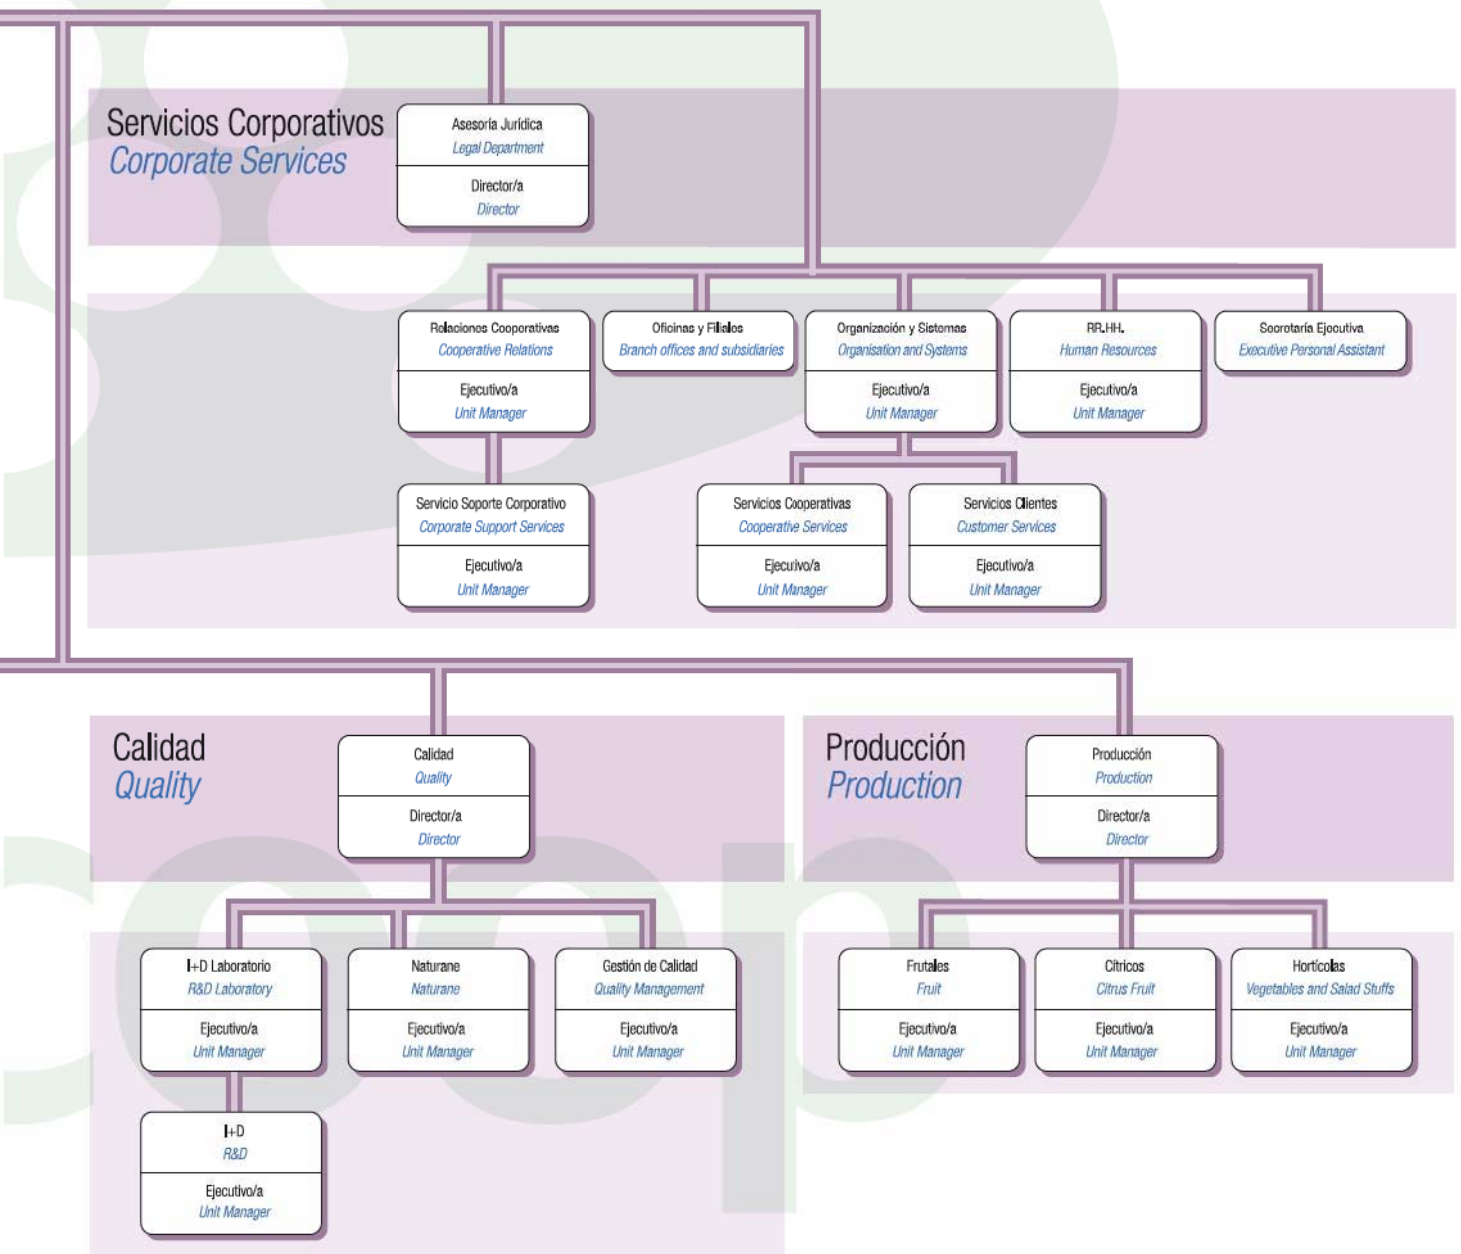 Servicios Corporativos
Corporate Services
Asesoría Jurídica
Legal Department
Director/a
Director
Relaciones Cooperativas
Cooperative Relations
Ejecutivo/a
Unit Manager
Oficinas y Filiales
Branch offices and subsidiaries
Organización y Sistemas
Organisation and Systems
Ejecutivo/a
Unit Manager
RR.HH.
Human Resources
Ejecutivo/a
Unit Manager
Secretaría Ejecutiva
Executive Personal Assistant
Servicio Soporte Corporativo
Corporate Support Services
Ejecutivo/a
Unit Manager
Servicios Cooperativas
Cooperative Services
Ejecutivo/a
Unit Manager
Servicios Clientes
Customer Services
Ejecutivo/a
Unit Manager
Calidad
Quality
Calidad
Quality
Director/a
Director
I+D Laboratorio
R&D Laboratory
Ejecutivo/a
Unit Manager
Naturane
Naturane
Ejecutivo/a
Unit Manager
Gestión de Calidad
Quality Management
Ejecutivo/a
Unit Manager
I+D
R&D
Ejecutivo/a
Unit Manager
Producción
Production
Producción
Production
Director/a
Director
Frutales
Fruit
Ejecutivo/a
Unit Manager
Cítricos
Citrus Fruit
Ejecutivo/a
Unit Manager
Hortícolas
Vegetables and Salad Stuffs
Ejecutivo/a
Unit Manager
coop